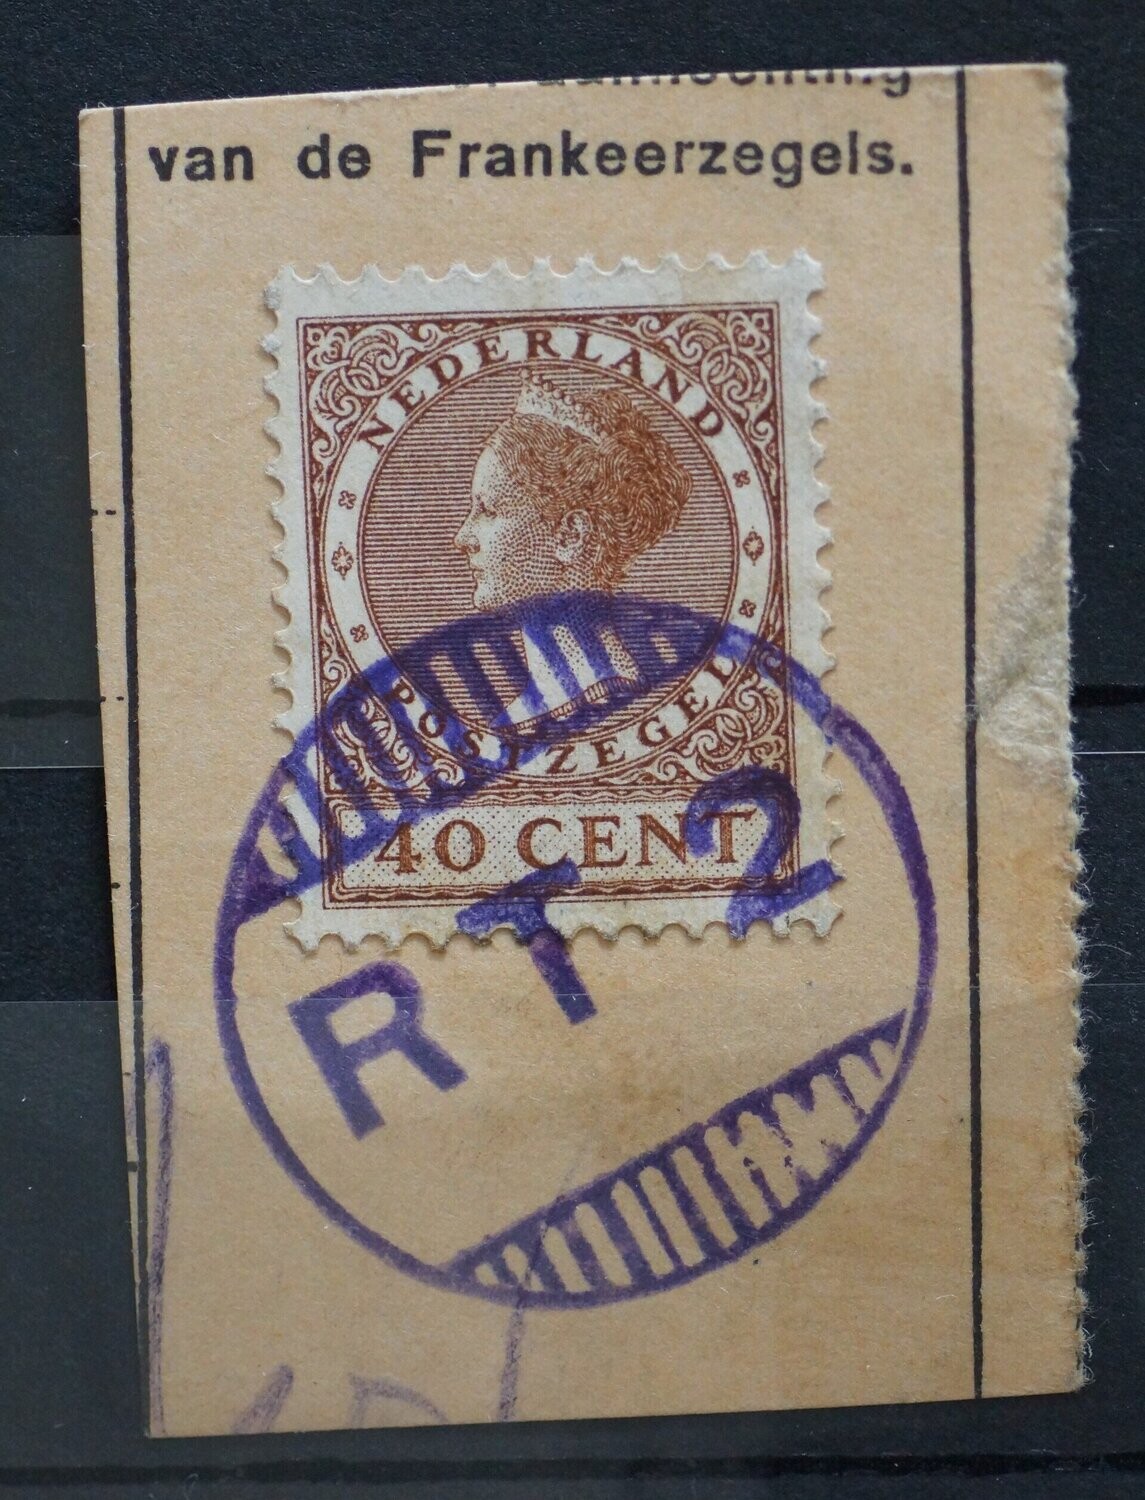 van de Frankeerzegels.
NEDERLAND
POSTZEGEL
40 CENT
R T 2